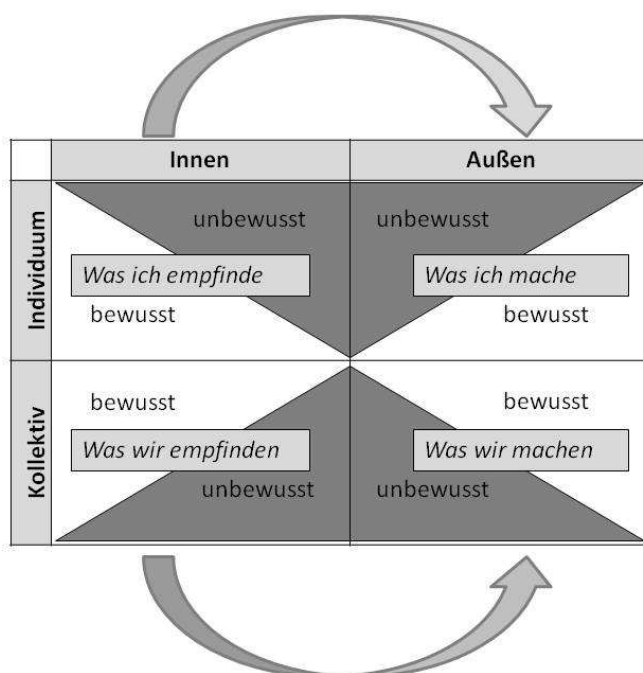 Innen Außen
Individuum
unbewusst unbewusst
Was ich empfinde Was ich mache
bewusst bewusst
Kollektiv
bewusst bewusst
Was wir empfinden Was wir machen
unbewusst unbewusst